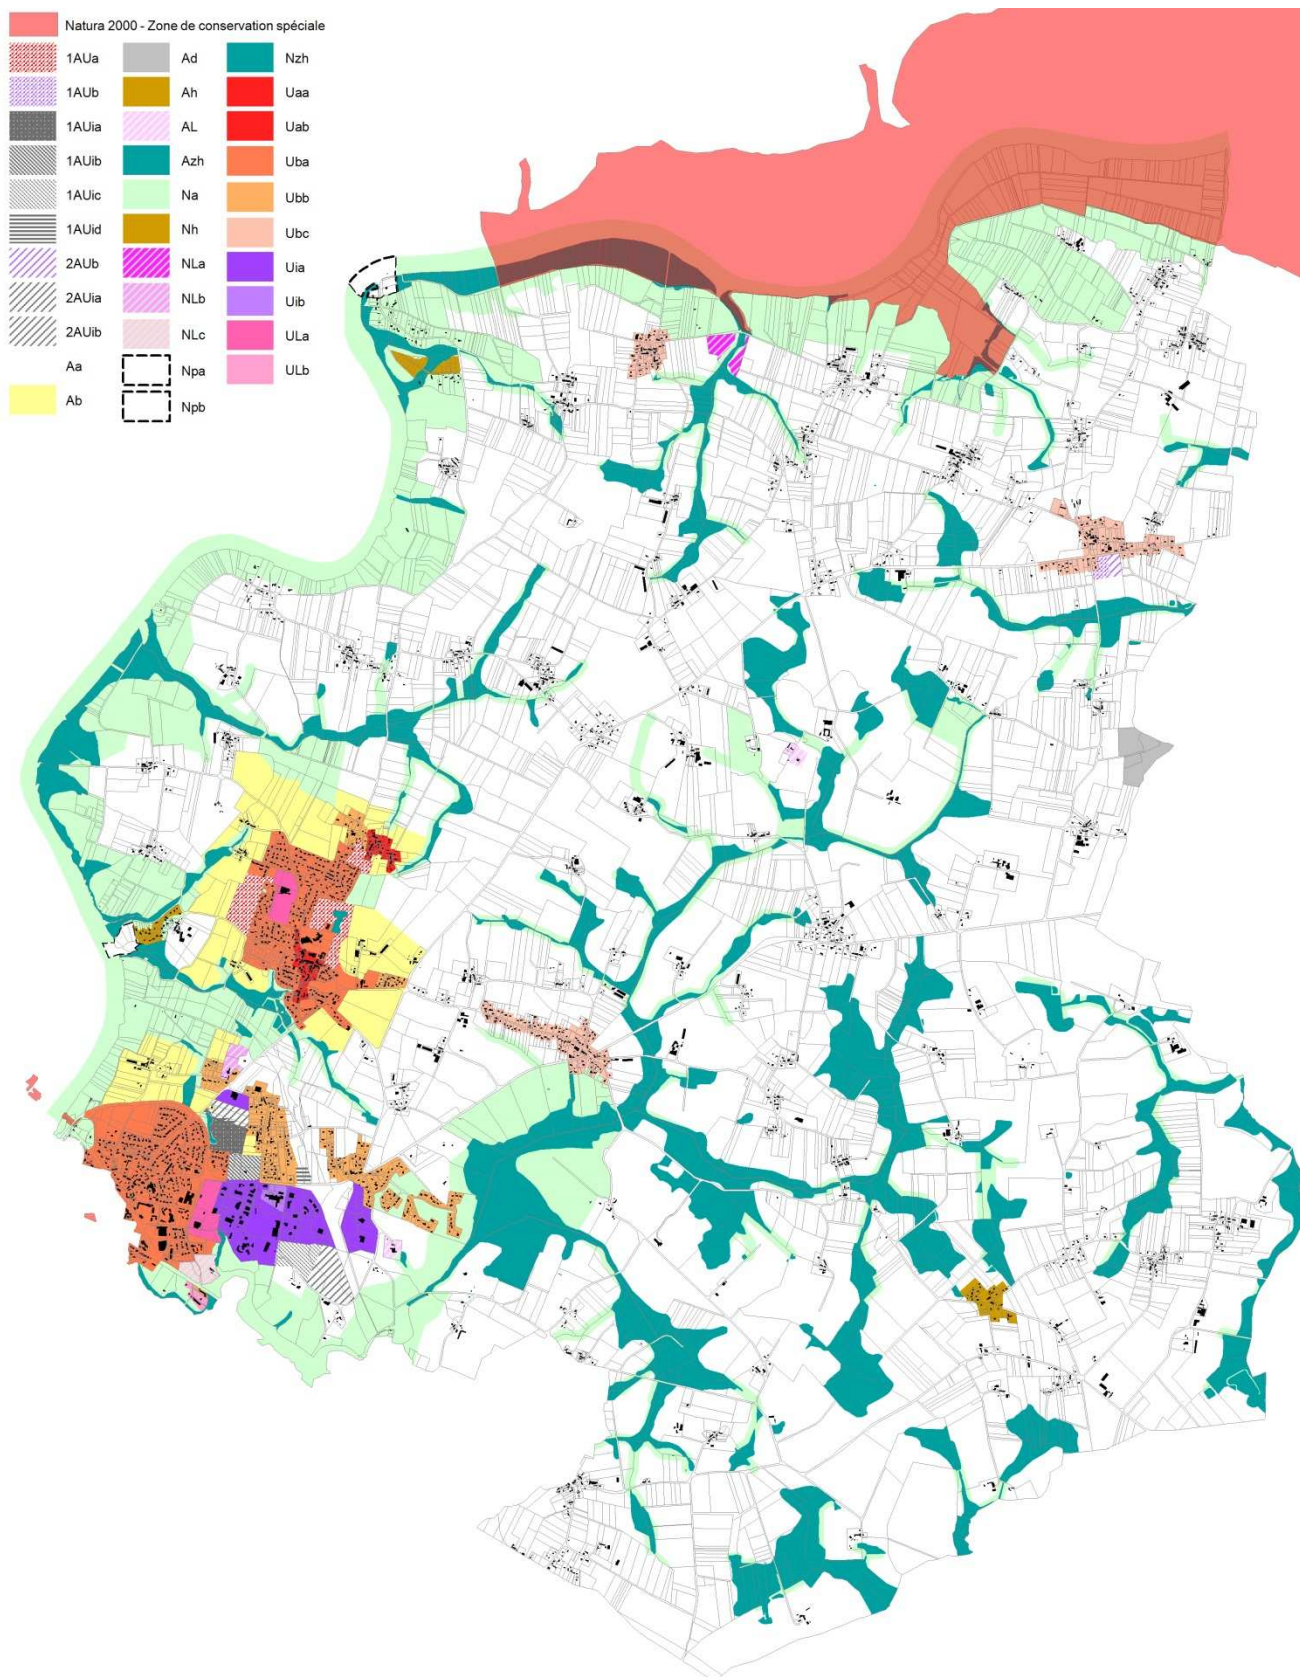 Natura 2000 - Zone de conservation spéciale
1AUa Ad Nzh
1AUb Ah Uaa
1AUia AL Uab
1AUib Azh Uba
1AUic Na Ubb
1AUid Nh Ubc
2AUb NLa Uia
2AUia NLb Uib
2AUib NLc ULa
Aa Npa ULb
Ab Npb